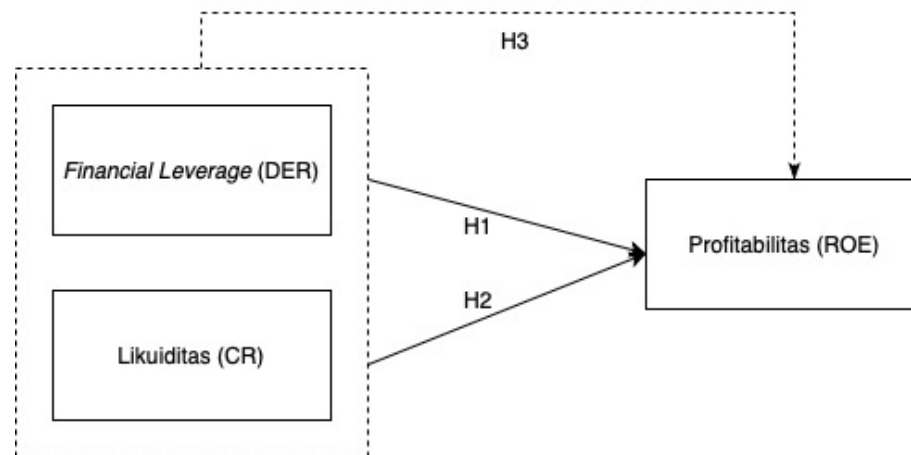 H3
Financial Leverage (DER)
H1
Profitabilitas (ROE)
H2
Likuiditas (CR)